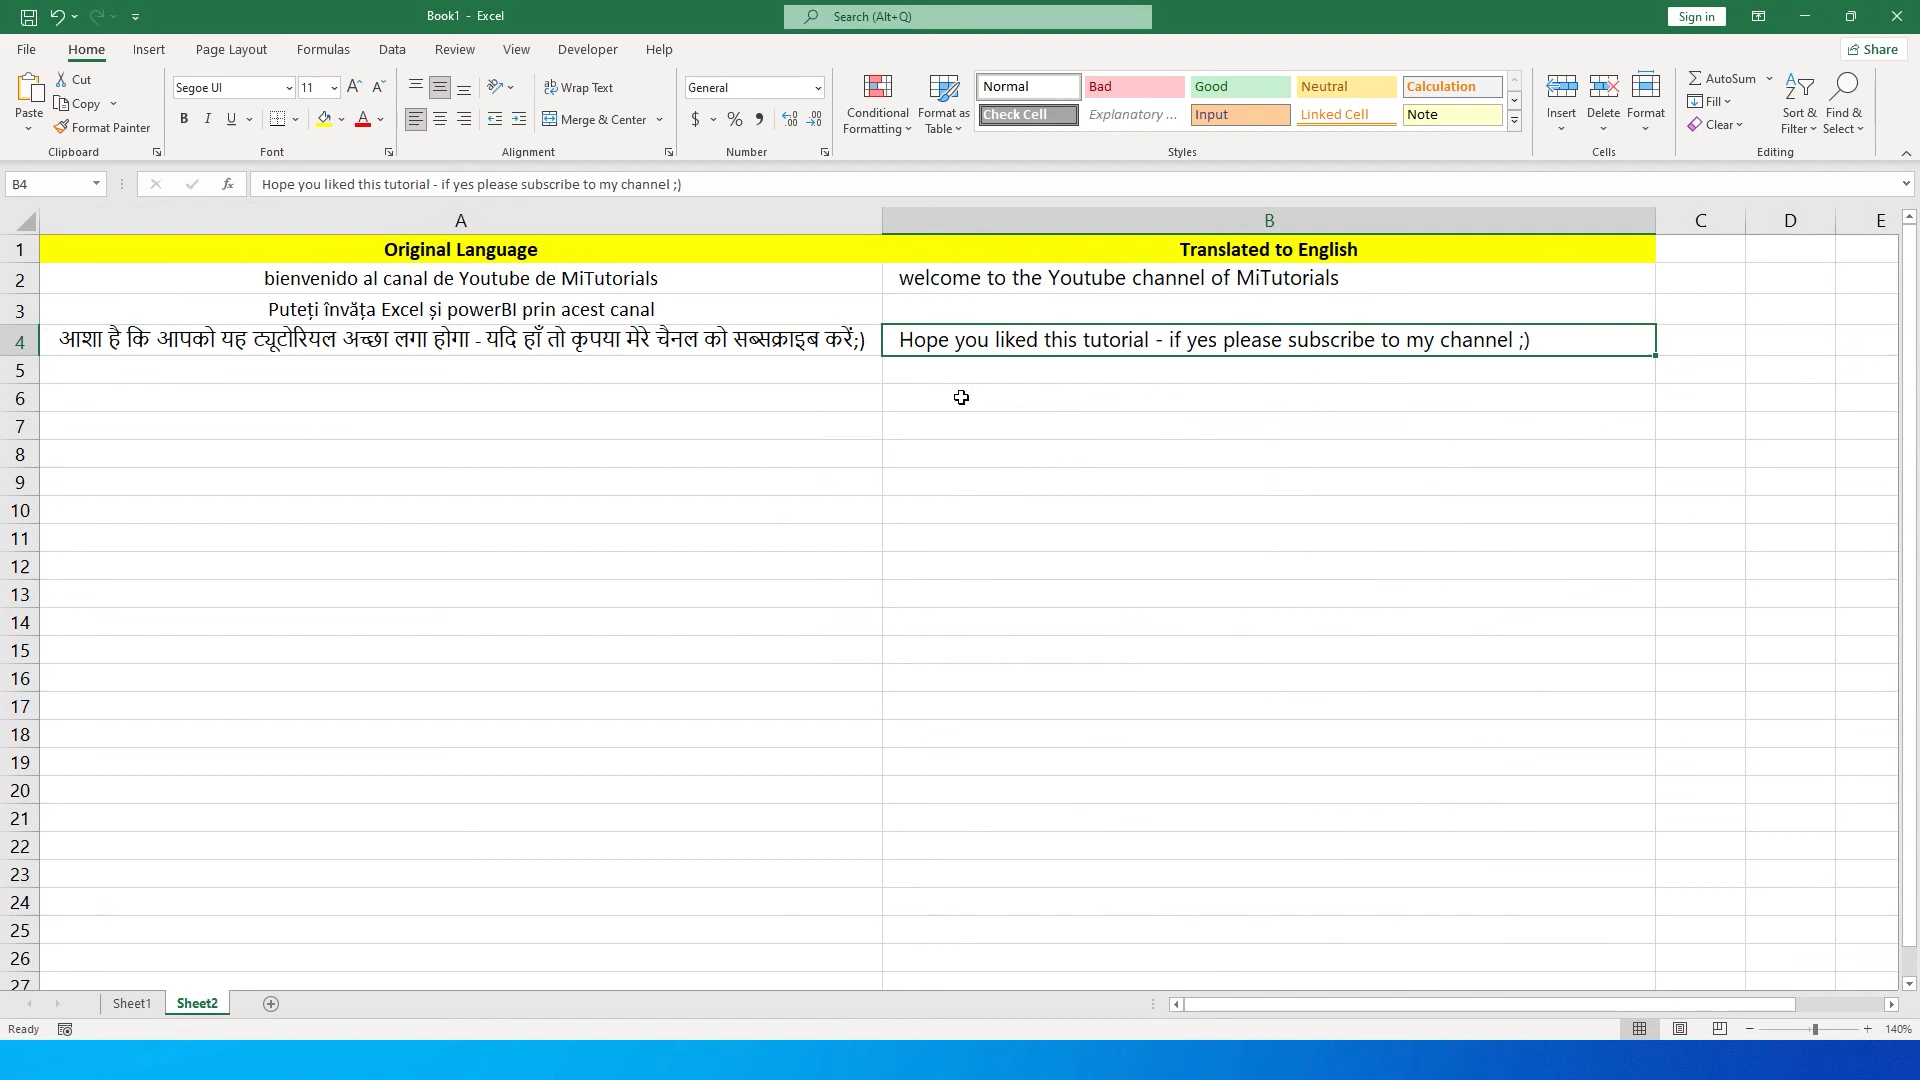 Book1 - Excel
Search (Alt+Q)
Sign in
File Home Insert Page Layout Formulas Data Review View Developer Help
Share
Paste
Cut
Copy
Format Painter
Clipboard
Segoe UI 11
B I U
Font
Wrap Text
Merge & Center
Alignment
General
$ % 9
Number
Conditional Formatting
Format as Table
Normal Bad Good Neutral Calculation
Check Cell Explanatory ... Input Linked Cell Note
Styles
Insert Delete Format
Cells
AutoSum
Fill
Clear
Sort & Filter
Find & Select
Editing
B4
fx
Hope you liked this tutorial - if yes please subscribe to my channel ;)
A B C D E
1 Original Language Translated to English
2 bienvenido al canal de Youtube de MiTutorials welcome to the Youtube channel of MiTutorials
3 Puteți învăța Excel și powerBI prin acest canal
4 आशा है कि आपको यह ट्यूटोरियल अच्छा लगा होगा - यदि हाँ तो कृपया मेरे चैनल को सब्सक्राइब करें;) Hope you liked this tutorial - if yes please subscribe to my channel ;)
5
6
7
8
9
10
11
12
13
14
15
16
17
18
19
20
21
22
23
24
25
26
27
Sheet1 Sheet2
Ready
140%